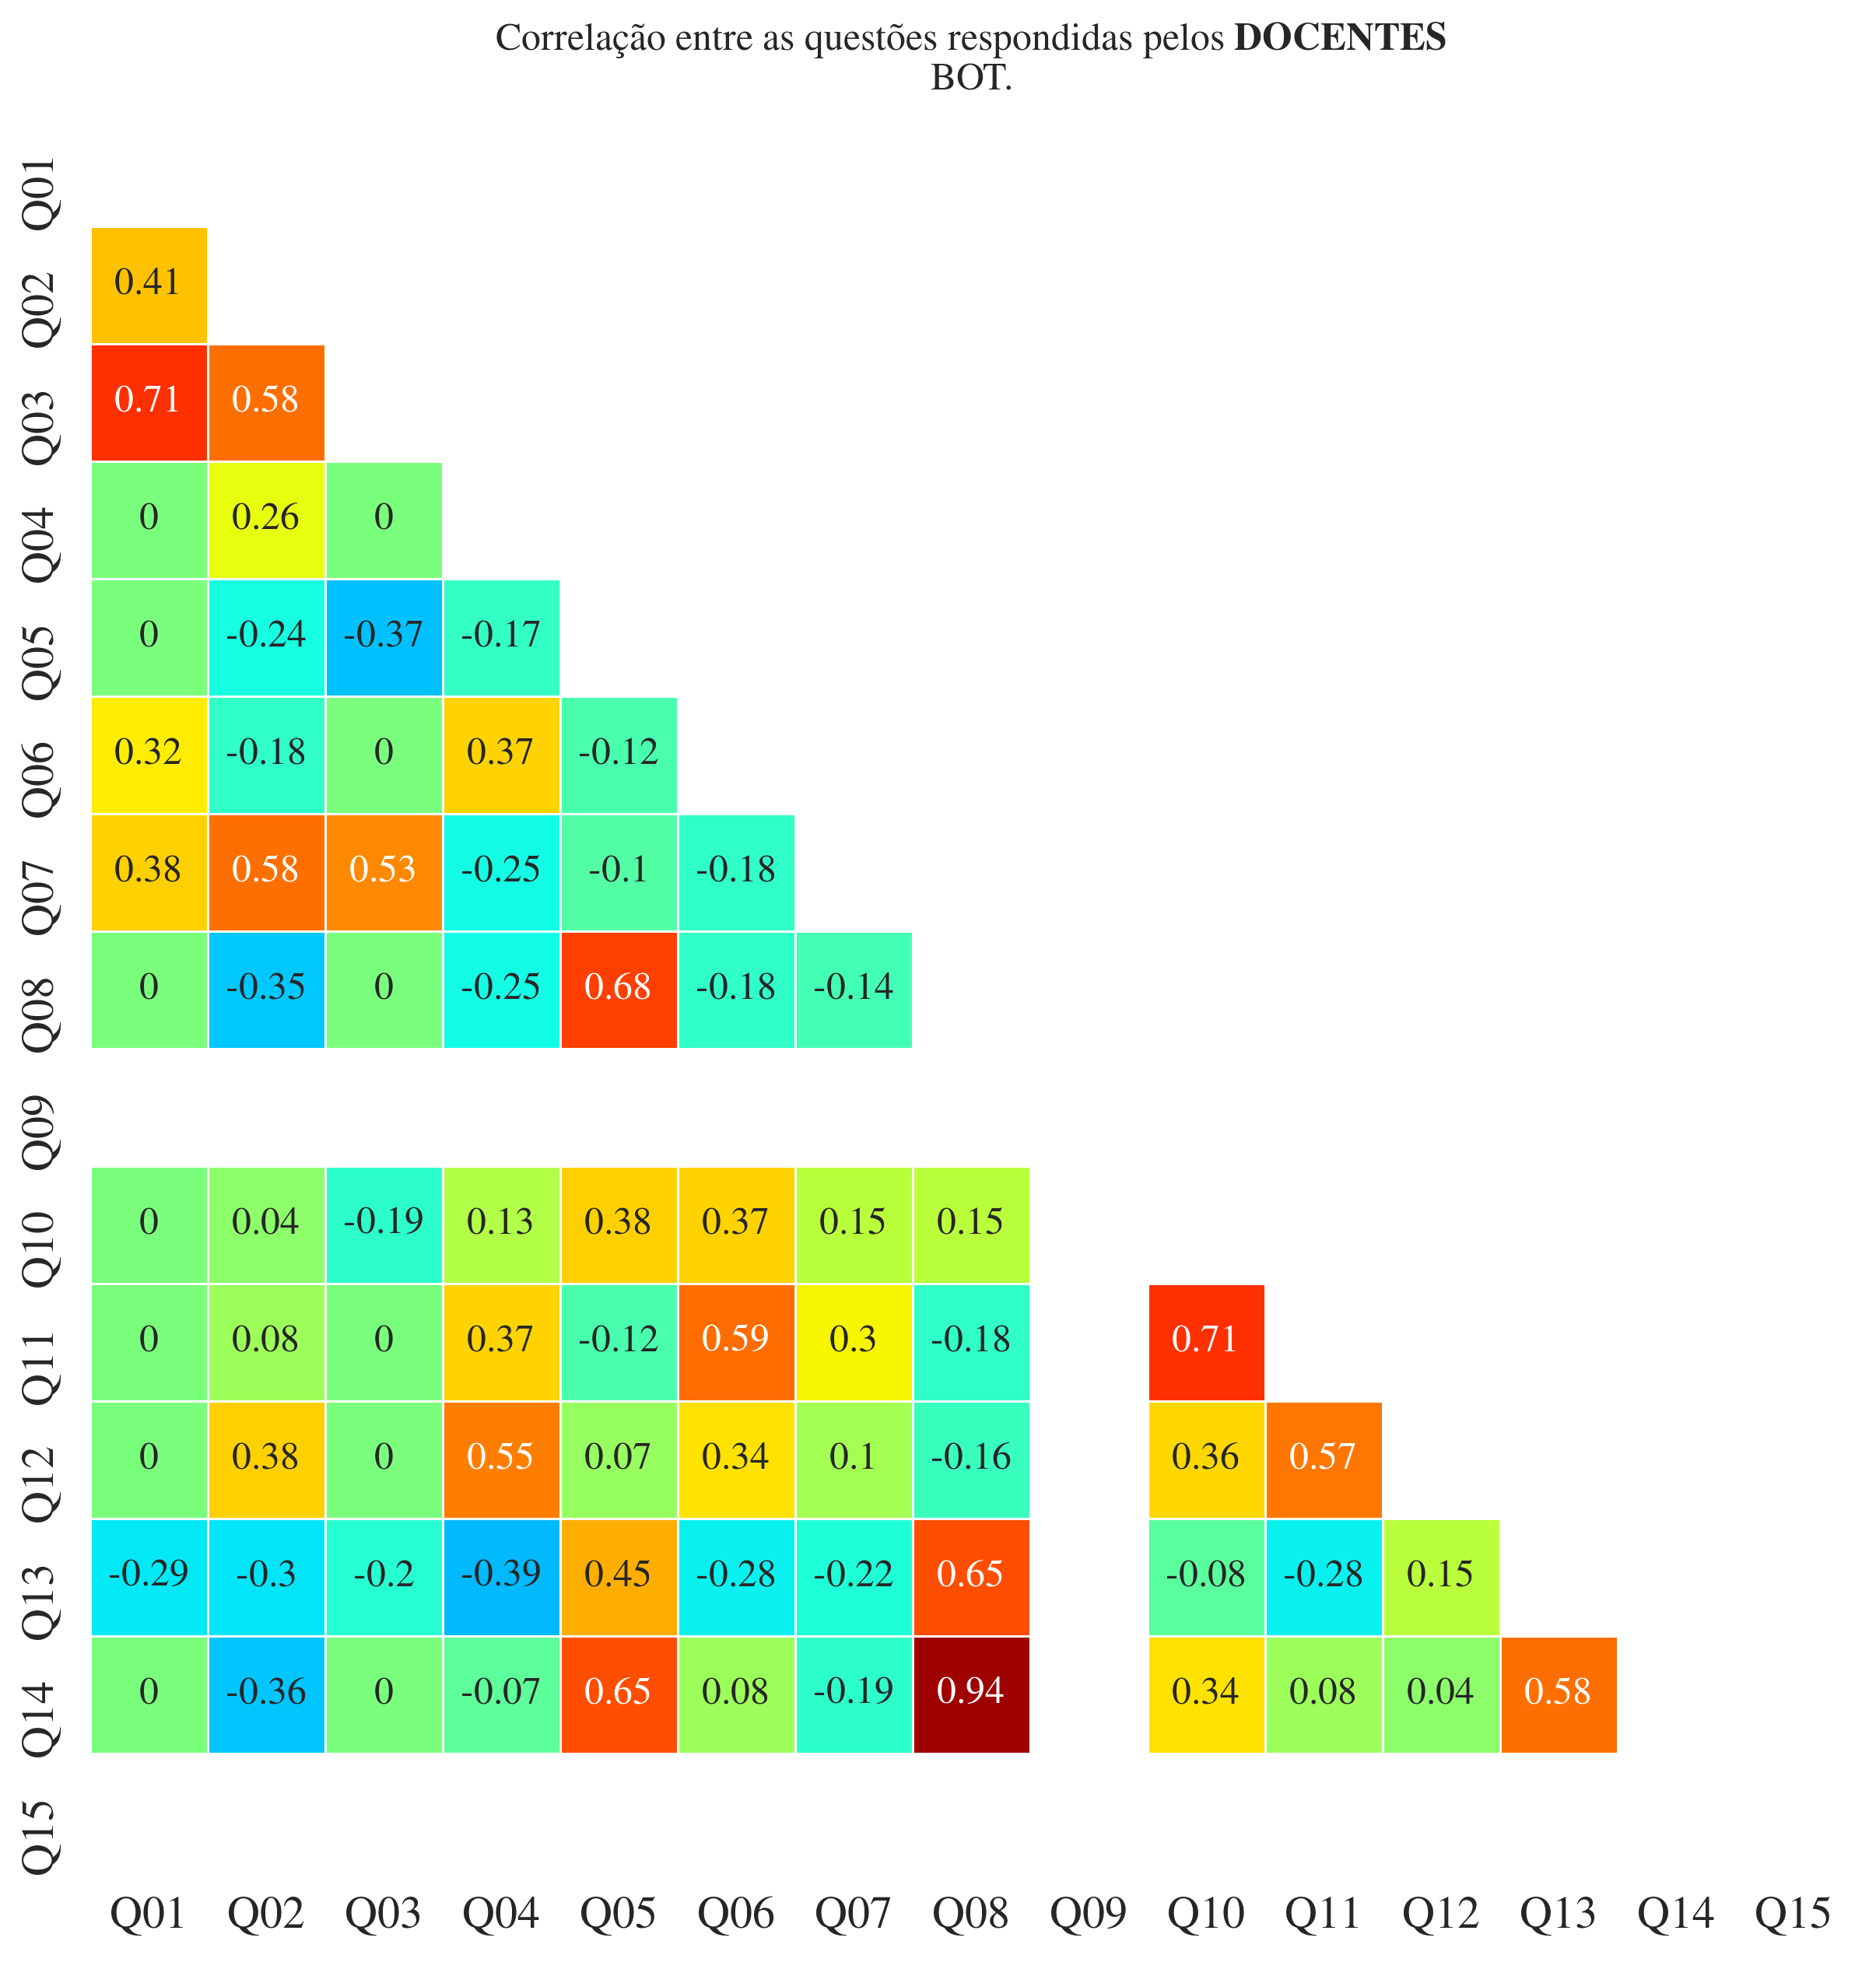 Correlação entre as questões respondidas pelos DOCENTES
BOT.
Q01
Q02 0.41
Q03 0.71 0.58
Q04 0 0.26 0
Q05 0 -0.24 -0.37 -0.17
Q06 0.32 -0.18 0 0.37 -0.12
Q07 0.38 0.58 0.53 -0.25 -0.1 -0.18
Q08 0 -0.35 0 -0.25 0.68 -0.18 -0.14
Q09
Q10 0 0.04 -0.19 0.13 0.38 0.37 0.15 0.15
Q11 0 0.08 0 0.37 -0.12 0.59 0.3 -0.18 0.71
Q12 0 0.38 0 0.55 0.07 0.34 0.1 -0.16 0.36 0.57
Q13 -0.29 -0.3 -0.2 -0.39 0.45 -0.28 -0.22 0.65 -0.08 -0.28 0.15
Q14 0 -0.36 0 -0.07 0.65 0.08 -0.19 0.94 0.34 0.08 0.04 0.58
Q15
Q01 Q02 Q03 Q04 Q05 Q06 Q07 Q08 Q09 Q10 Q11 Q12 Q13 Q14 Q15